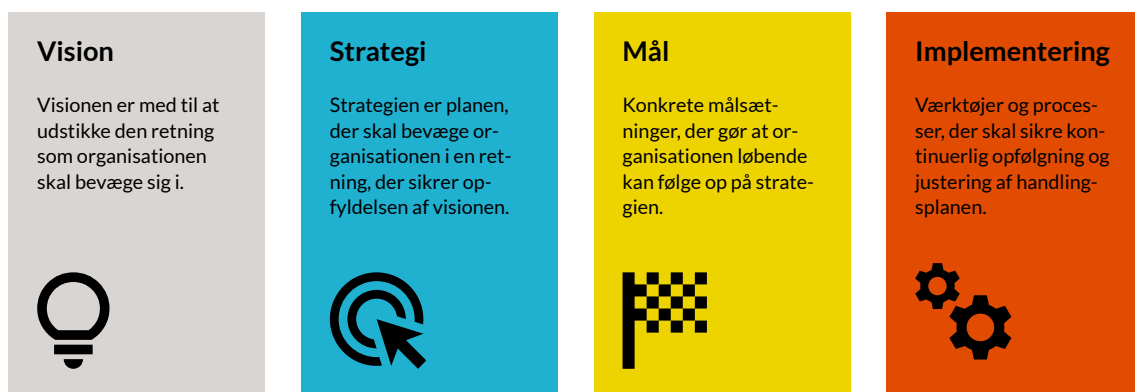 Vision
Visionen er med til at
udstikke den retning
som organisationen
skal bevæge sig i.
Strategi
Strategien er planen,
der skal bevæge or-
ganisationen i en ret-
ning, der sikrer op-
fyldelsen af visionen.
Mål
Konkrete målsæt-
ninger, der gør at or-
ganisationen løbende
kan følge op på strate-
gien.
Implementering
Værktøjer og proces-
ser, der skal sikre kon-
tinuerlig opfølgning og
justering af handling-
splanen.